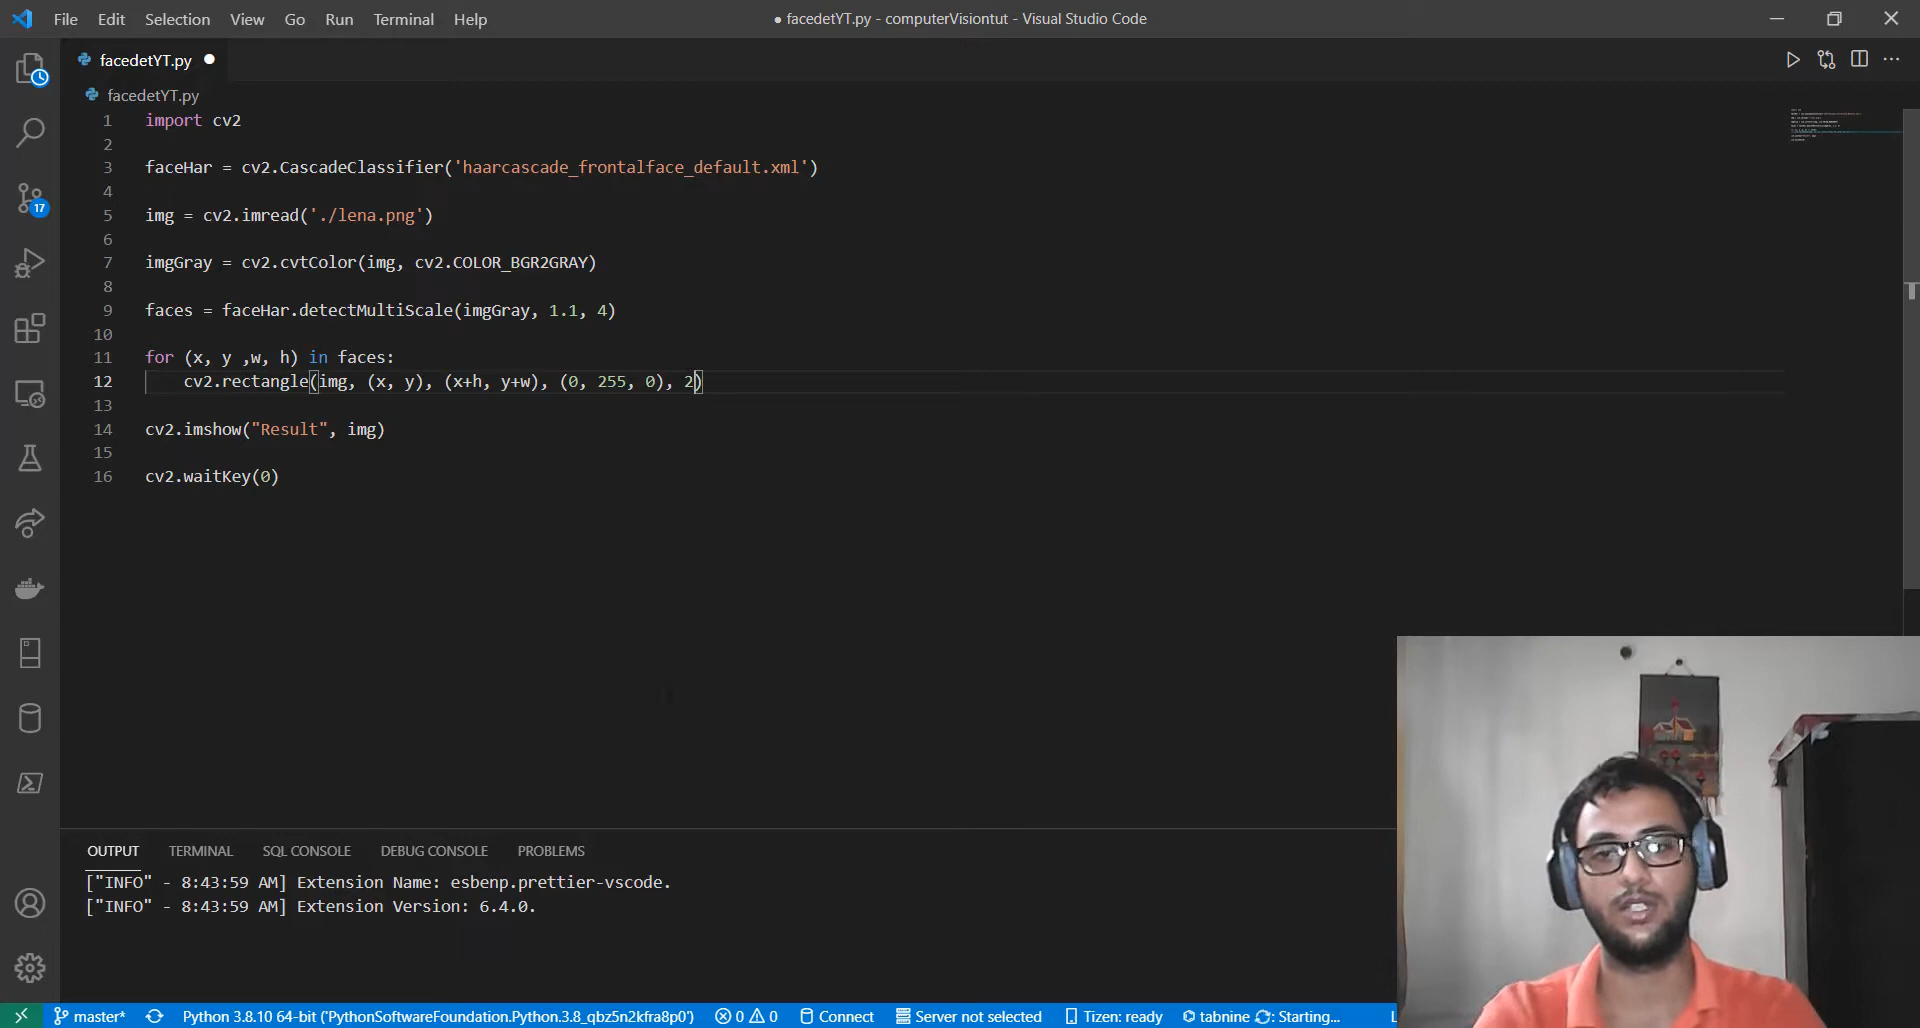 File Edit Selection View Go Run Terminal Help
● facedetYT.py - computerVisiontut - Visual Studio Code
facedetYT.py
facedetYT.py
1 import cv2
2
3 faceHar = cv2.CascadeClassifier('haarcascade_frontalface_default.xml')
4
5 img = cv2.imread('./lena.png')
6
7 imgGray = cv2.cvtColor(img, cv2.COLOR_BGR2GRAY)
8
9 faces = faceHar.detectMultiScale(imgGray, 1.1, 4)
10
11 for (x, y ,w, h) in faces:
12 cv2.rectangle(img, (x, y), (x+h, y+w), (0, 255, 0), 2)
13
14 cv2.imshow("Result", img)
15
16 cv2.waitKey(0)
17
OUTPUT TERMINAL SQL CONSOLE DEBUG CONSOLE PROBLEMS
["INFO" - 8:43:59 AM] Extension Name: esbenp.prettier-vscode.
["INFO" - 8:43:59 AM] Extension Version: 6.4.0.
master* Python 3.8.10 64-bit ('PythonSoftwareFoundation.Python.3.8_qbz5n2kfra8p0') 0 0 Connect Server not selected Tizen: ready tabnine : Starting... L